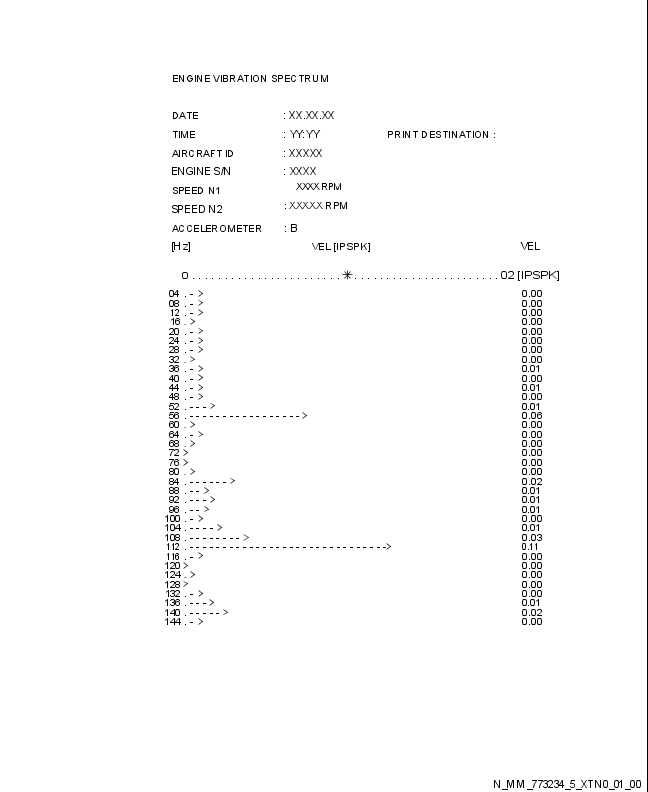 ENGINE VIBRATION SPECTRUM
DATE : XX.XX.XX
TIME : YY:YY PRINT DESTINATION :
AIRCRAFT ID : XXXXX
ENGINE S/N : XXXX
SPEED N1 XXXX RPM
SPEED N2 : XXXXX RPM
ACCELEROMETER : B
[Hz] VEL [IPSPK] VEL
0 . . . . . . . . . . . . . . . . . . . . . . . ✳ . . . . . . . . . . . . . . . . . . . . . . 02 [IPSPK]
04 . - > 0.00
08 . - > 0.00
12 . - > 0.00
16 . > 0.00
20 . - > 0.00
24 . - > 0.00
28 . - > 0.00
32 . > 0.00
36 . - > 0.01
40 . - > 0.00
44 . - > 0.01
48 . - > 0.00
52 . - - - > 0.01
56 . - - - - - - - - - - - - - - - - - > 0.06
60 . > 0.00
64 . - > 0.00
68 . > 0.00
72 > 0.00
76 > 0.00
80 . > 0.00
84 . - - - - - - > 0.02
88 . - - > 0.01
92 . - - - > 0.01
96 . - - > 0.01
100 . - > 0.00
104 . - - - - > 0.01
108 . - - - - - - - - > 0.03
112 . - - - - - - - - - - - - - - - - - - - - - - - - - - - - - - > 0.11
116 . - > 0.00
120 > 0.00
124 . > 0.00
128 > 0.00
132 . - > 0.00
136 . - - - > 0.01
140 . - - - - - > 0.02
144 . - > 0.00
N_MM_773234_5_XTN0_01_00